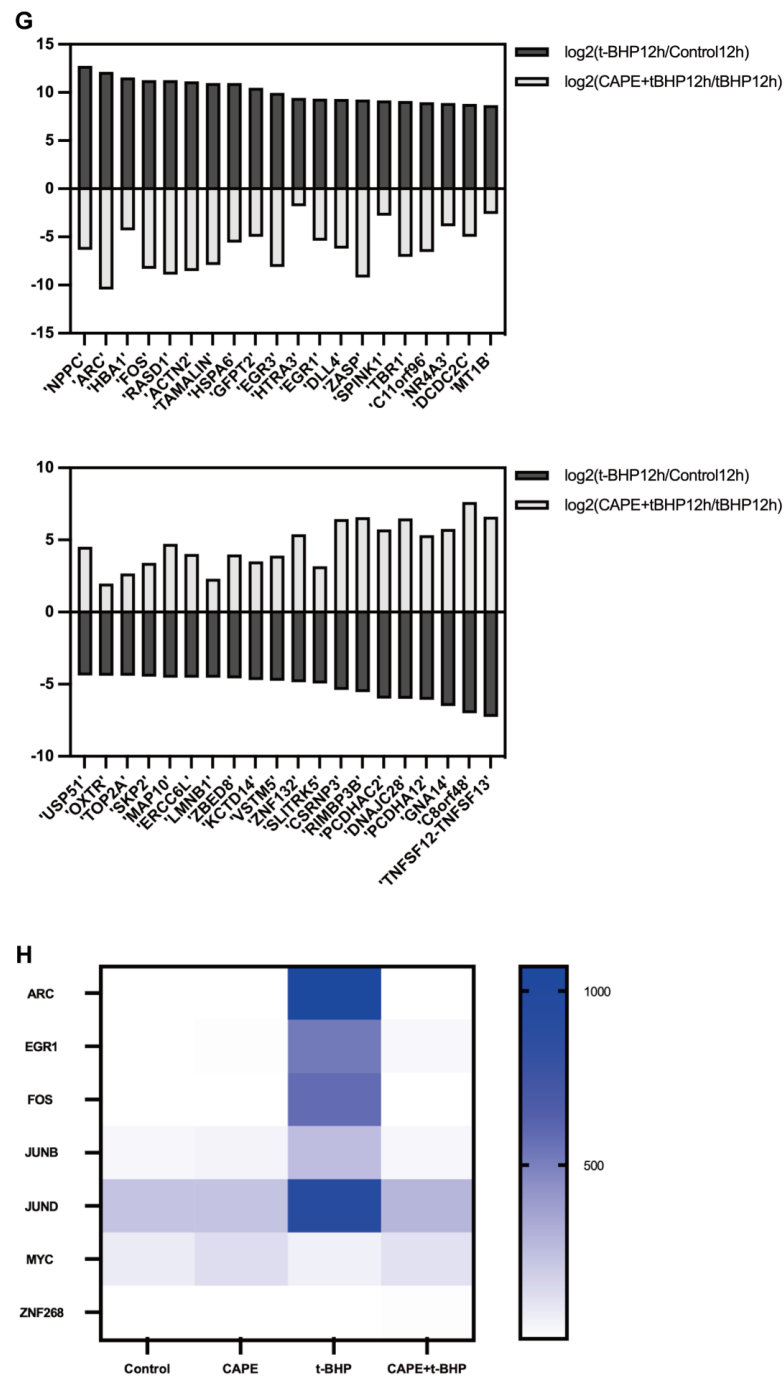 G
15
10
5
0
-5
-10
-15
log2(t-BHP12h/Control12h)
log2(CAPE+tBHP12h/tBHP12h)
'NPPC'
'ARC'
'HBA1'
'FOS'
'RASD1'
'ACTN2'
'TAMALIN'
'HSPA6'
'GFPT2'
'EGR3'
'HTRA3'
'EGR1'
'DLL4'
'ZASP'
'SPINK1'
'TBR1'
'C11orf96'
'NR4A3'
'DCDC2C'
'MT1B'
10
5
0
-5
-10
log2(t-BHP12h/Control12h)
log2(CAPE+tBHP12h/tBHP12h)
'USP51'
'OXTR'
'TOP2A'
'SKP2'
'MAP10'
'ERCC6L'
'LMNB1'
'ZBED8'
'KCTD14'
'VSTM5'
'ZNF132'
'SLITRK5'
'CSRNP3'
'RIMBP3B'
'PCDHAC2'
'DNAJC28'
'PCDHA12'
'GNA14'
'C8orf48'
'TNFSF12-TNFSF13'
H
ARC
EGR1
FOS
JUNB
JUND
MYC
ZNF268
Control
CAPE
t-BHP
CAPE+t-BHP
1000
500